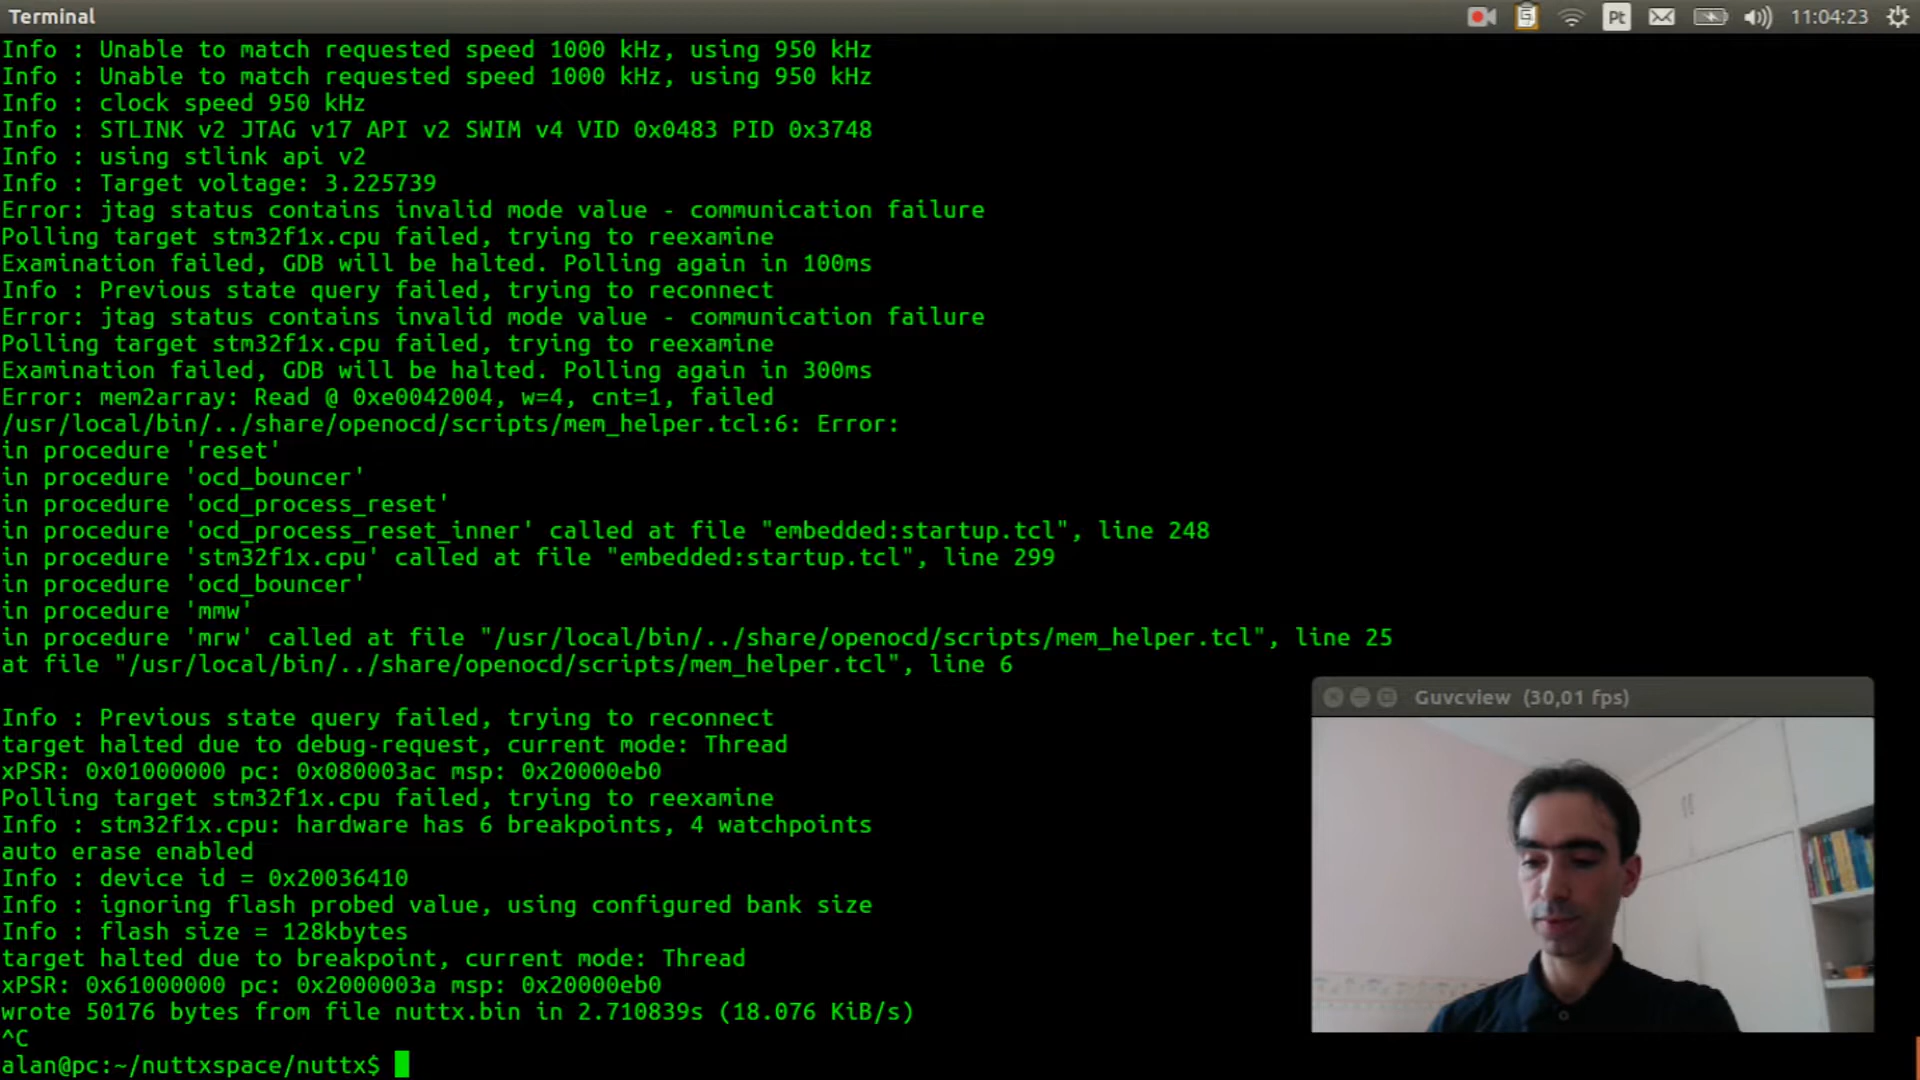 Terminal
Pt
11:04:23
Info : Unable to match requested speed 1000 kHz, using 950 kHz
Info : Unable to match requested speed 1000 kHz, using 950 kHz
Info : clock speed 950 kHz
Info : STLINK v2 JTAG v17 API v2 SWIM v4 VID 0x0483 PID 0x3748
Info : using stlink api v2
Info : Target voltage: 3.225739
Error: jtag status contains invalid mode value - communication failure
Polling target stm32f1x.cpu failed, trying to reexamine
Examination failed, GDB will be halted. Polling again in 100ms
Info : Previous state query failed, trying to reconnect
Error: jtag status contains invalid mode value - communication failure
Polling target stm32f1x.cpu failed, trying to reexamine
Examination failed, GDB will be halted. Polling again in 300ms
Error: mem2array: Read @ 0xe0042004, w=4, cnt=1, failed
/usr/local/bin/../share/openocd/scripts/mem_helper.tcl:6: Error:
in procedure 'reset'
in procedure 'ocd_bouncer'
in procedure 'ocd_process_reset'
in procedure 'ocd_process_reset_inner' called at file "embedded:startup.tcl", line 248
in procedure 'stm32f1x.cpu' called at file "embedded:startup.tcl", line 299
in procedure 'ocd_bouncer'
in procedure 'mmw'
in procedure 'mrw' called at file "/usr/local/bin/../share/openocd/scripts/mem_helper.tcl", line 25
at file "/usr/local/bin/../share/openocd/scripts/mem_helper.tcl", line 6
Info : Previous state query failed, trying to reconnect
target halted due to debug-request, current mode: Thread
xPSR: 0x01000000 pc: 0x080003ac msp: 0x20000eb0
Polling target stm32f1x.cpu failed, trying to reexamine
Info : stm32f1x.cpu: hardware has 6 breakpoints, 4 watchpoints
auto erase enabled
Info : device id = 0x20036410
Info : ignoring flash probed value, using configured bank size
Info : flash size = 128kbytes
target halted due to breakpoint, current mode: Thread
xPSR: 0x61000000 pc: 0x2000003a msp: 0x20000eb0
wrote 50176 bytes from file nuttx.bin in 2.710839s (18.076 KiB/s)
^C
alan@pc:~/nuttxspace/nuttx$
Guvcview (30,01 fps)